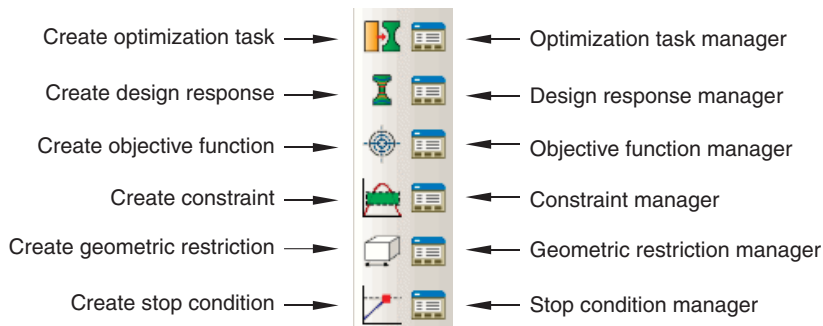 Create optimization task
Optimization task manager
Create design response
Design response manager
Create objective function
Objective function manager
Create constraint
Constraint manager
Create geometric restriction
Geometric restriction manager
Create stop condition
Stop condition manager